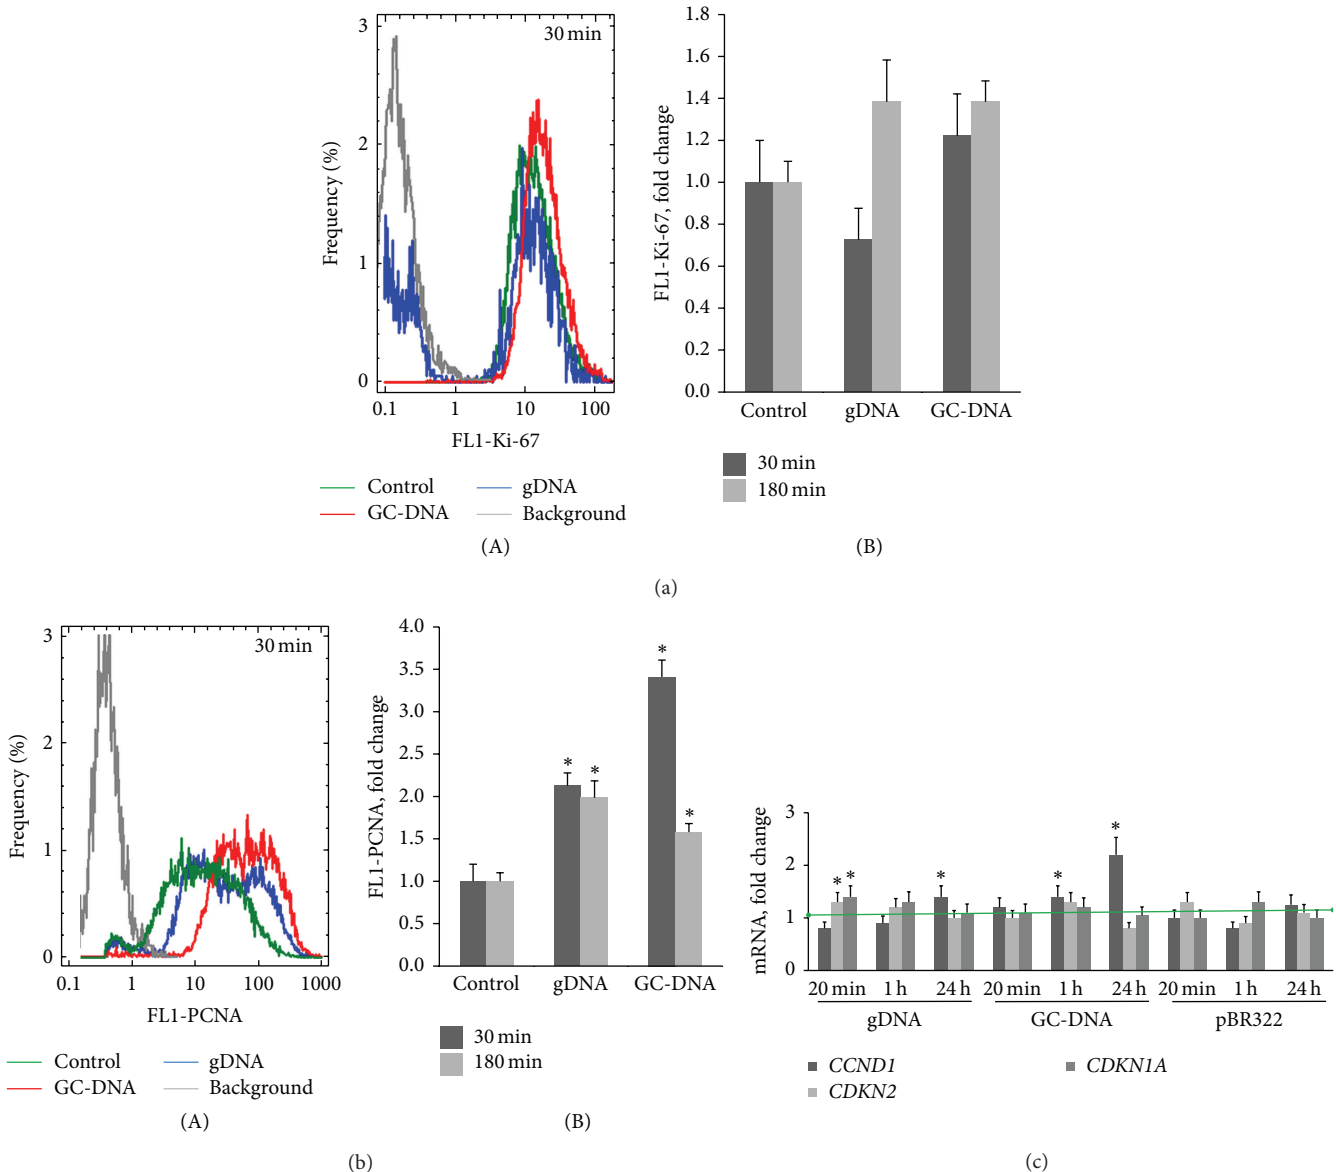 3
2
1
0
Frequency (%)
30 min
0.1 1 10 100
FL1-Ki-67
Control gDNA
GC-DNA Background
(A)
1.8
1.6
1.4
1.2
1.0
0.8
0.6
0.4
0.2
0.0
FL1-Ki-67, fold change
Control gDNA GC-DNA
30 min
180 min
(B)
(a)
3
2
1
0
Frequency (%)
30 min
0.1 1 10 100 1000
FL1-PCNA
Control gDNA
GC-DNA Background
(A)
4.0
3.5
3.0
2.5
2.0
1.5
1.0
0.5
0.0
FL1-PCNA, fold change
* * * *
Control gDNA GC-DNA
30 min
180 min
(B)
(b)
3
2
1
0
mRNA, fold change
* * * * *
20 min 1 h 24 h 20 min 1 h 24 h 20 min 1 h 24 h
gDNA GC-DNA pBR322
CCND1 CDKN1A
CDKN2
(c)